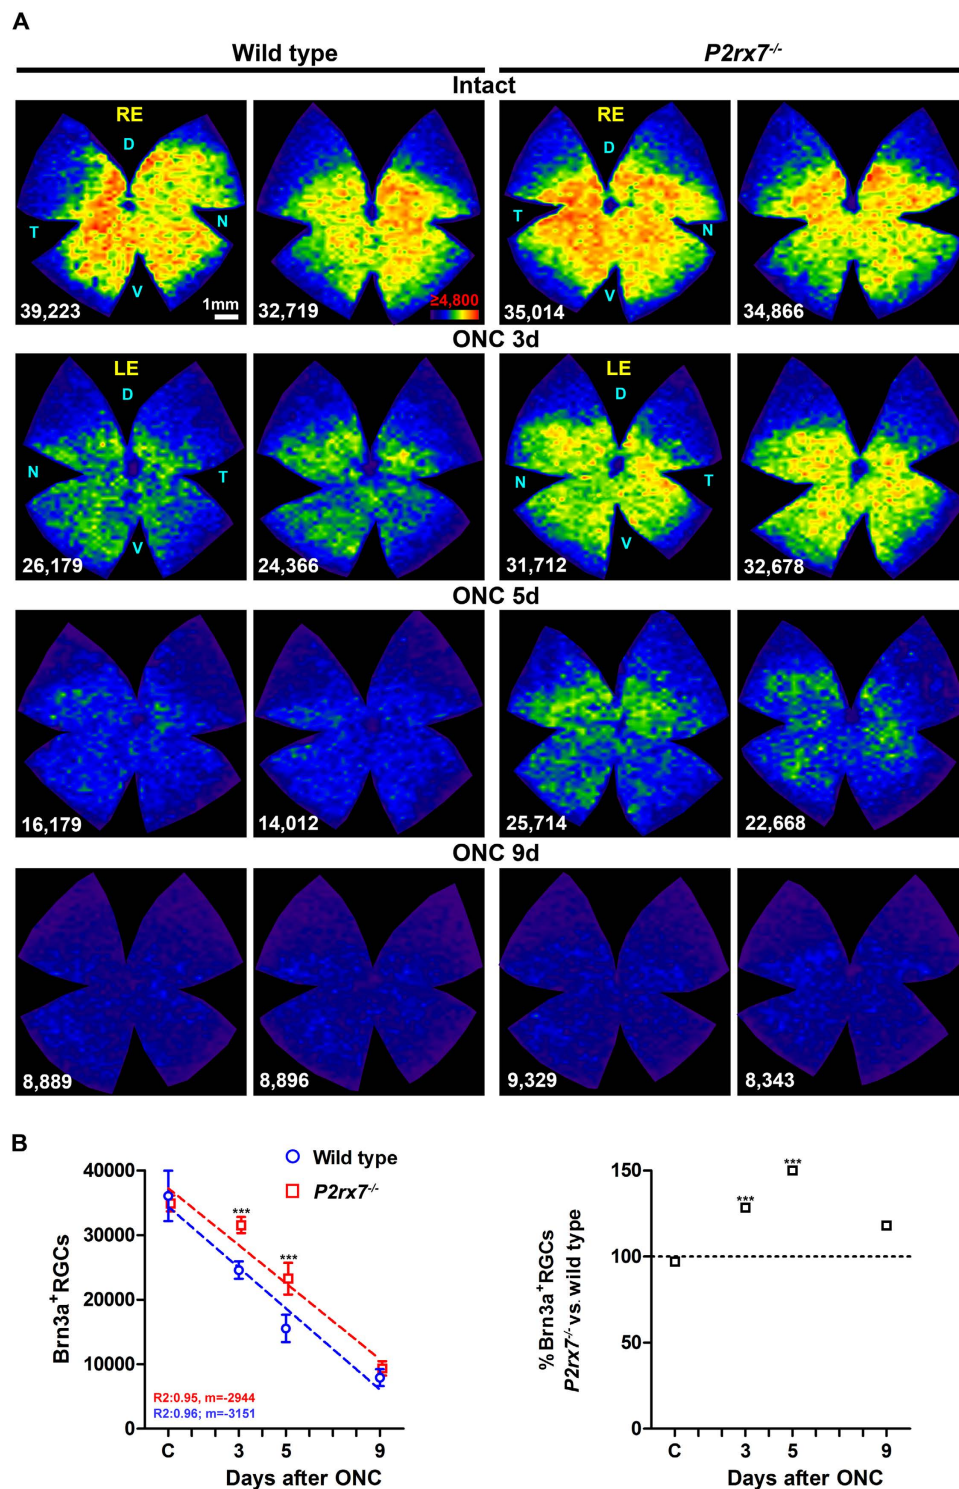 A
Wild type P2rx7-/-
Intact
RE RE
D D
T N T N
V V
39,223 1mm 32,719 ≥4,800 35,014 34,866
ONC 3d
LE LE
D D
N T N T
V V
26,179 24,366 31,712 32,678
ONC 5d
16,179 14,012 25,714 22,668
ONC 9d
8,889 8,896 9,329 8,343
B
Wild type
P2rx7-/-
Brn3a+RGCs
40000
30000
20000
10000
0
*** ***
R2:0.95, m=-2944
R2:0.96; m=-3151
C 3 5 9
Days after ONC
% Brn3a+RGCs
P2rx7-/- vs. wild type
150
100
50
0
*** ***
C 3 5 9
Days after ONC